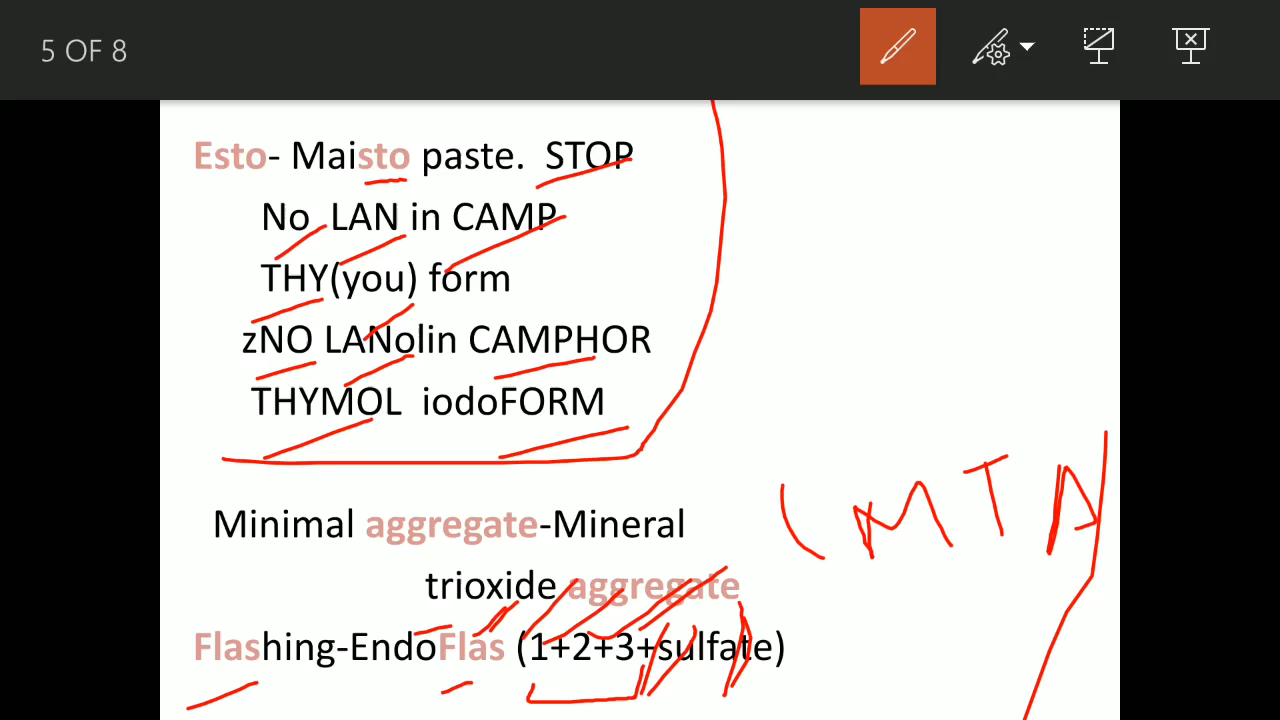 5 OF 8
Esto- Maisto paste. STOP
No LAN in CAMP
THY(you) form
zNO LANolin CAMPHOR
THYMOL iodoFORM
Minimal aggregate-Mineral
trioxide aggregate
(MTA)
Flashing-EndoFlas (1+2+3+sulfate)